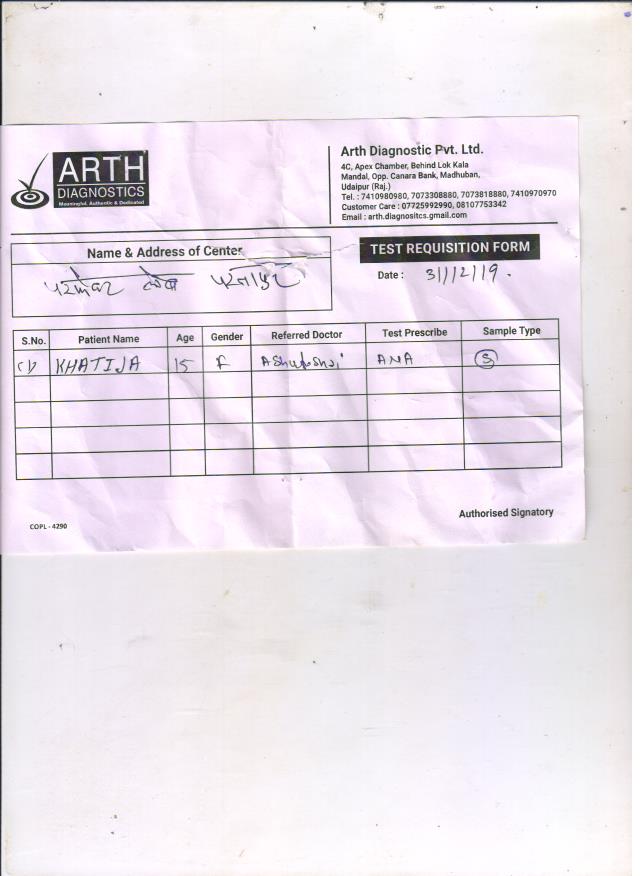 ARTH
DIAGNOSTICS
Meaningful, Authentic & Dedicated
Arth Diagnostic Pvt. Ltd.
4C, Apex Chamber, Behind Lok Kala
Mandal, Opp. Canara Bank, Madhuban,
Udaipur (Raj.)
Tel. : 7410980980, 7073308880, 7073818880, 7410970970
Customer Care : 07725992990, 08107753342
Email : arth.diagnositcs.gmail.com
Name & Address of Center
TEST REQUISITION FORM
Date : 31/12/19.
S.No. Patient Name Age Gender Referred Doctor Test Prescribe Sample Type
(1) KHATIJA 15 F ANA (S)
Authorised Signatory
COPL - 4290